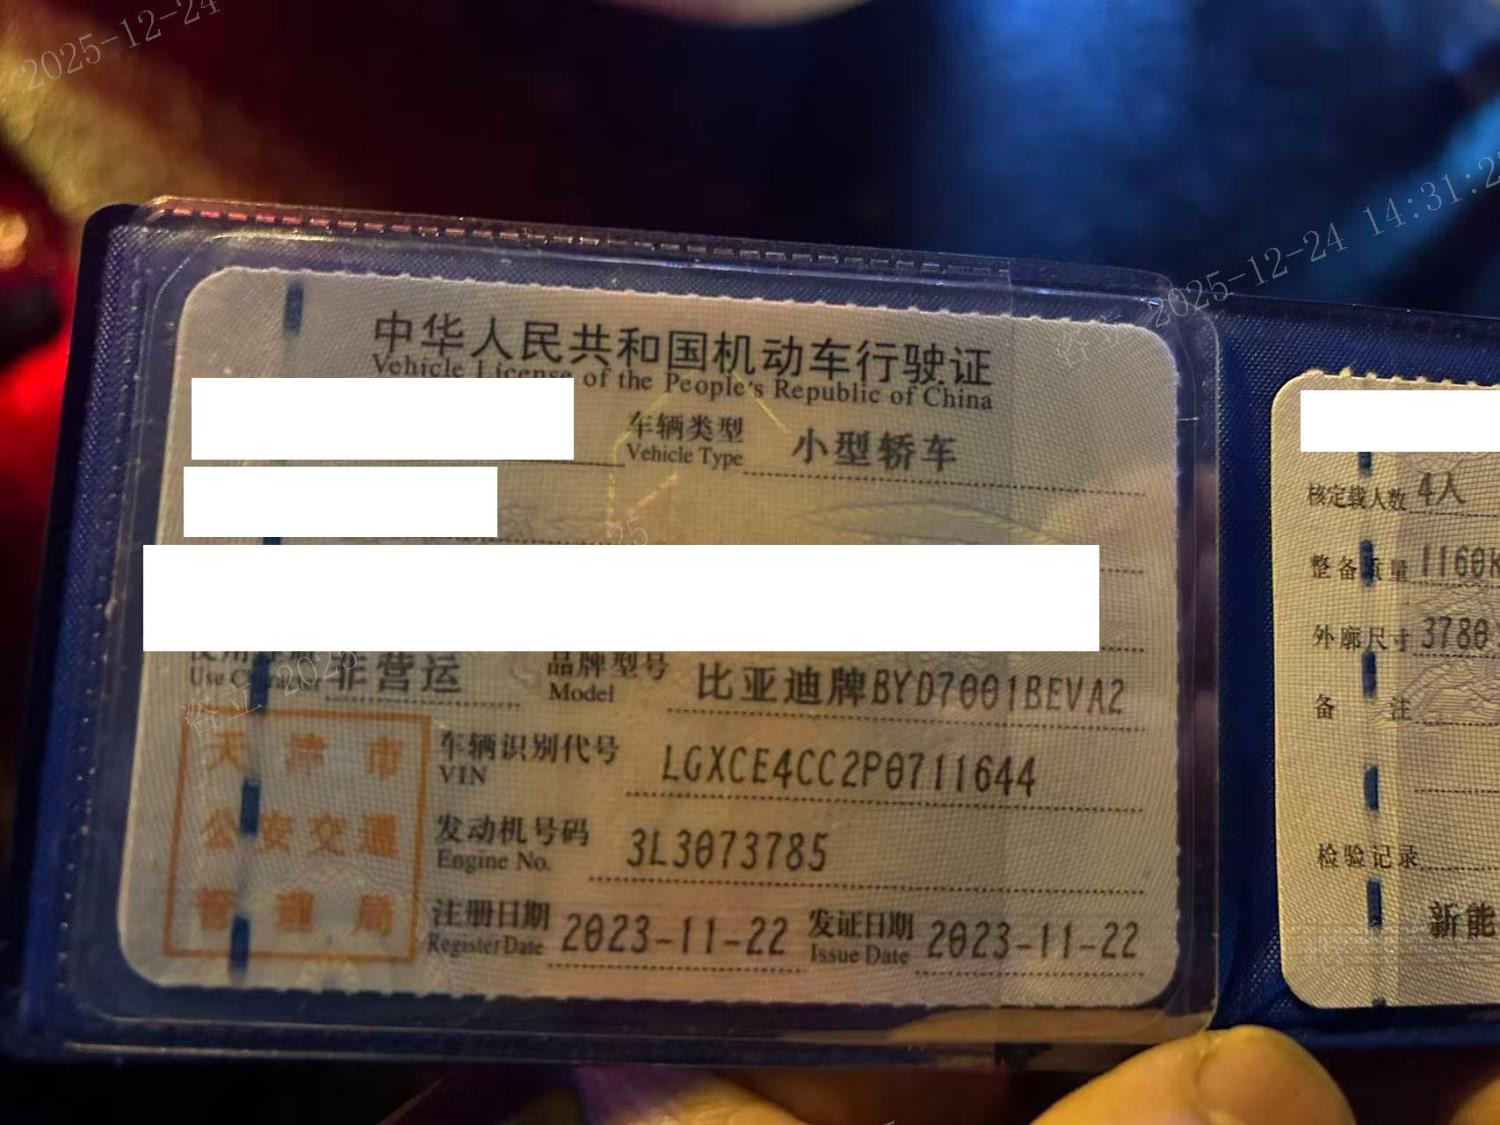 2025-12-24
2025-12-24 14:31:2
中华人民共和国机动车行驶证
Vehicle License of the People's Republic of China
车辆类型 小型轿车
Vehicle Type
非营运
Use Character
品牌型号 比亚迪牌BYD7001BEVA2
Model
天津市
公安交通
管理局
车辆识别代号 LGXCE4CC2P0711644
VIN
发动机号码 3L3073785
Engine No.
注册日期 2023-11-22 发证日期 2023-11-22
Register Date Issue Date
核定载人数 4人
整备质量 1160k
外廓尺寸 3780
备注
检验记录
新能